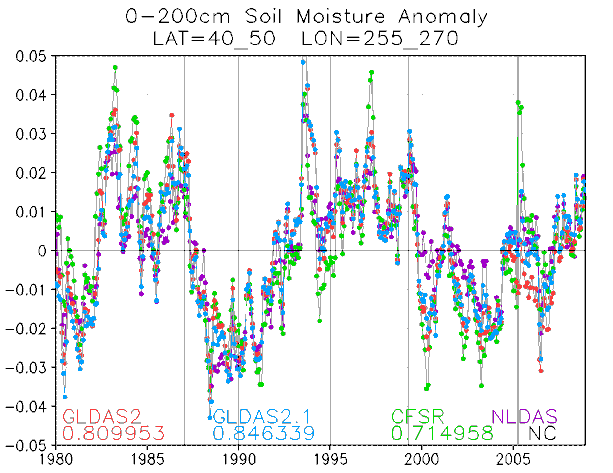 0-200cm Soil Moisture Anomaly
LAT=40_50 LON=255_270
0.05
0.04
0.03
0.02
0.01
0
-0.01
-0.02
-0.03
-0.04
-0.05
GLDAS2 GLDAS2.1 CFSR NLDAS
0.809953 0.846339 0.714958 NC
1980 1985 1990 1995 2000 2005